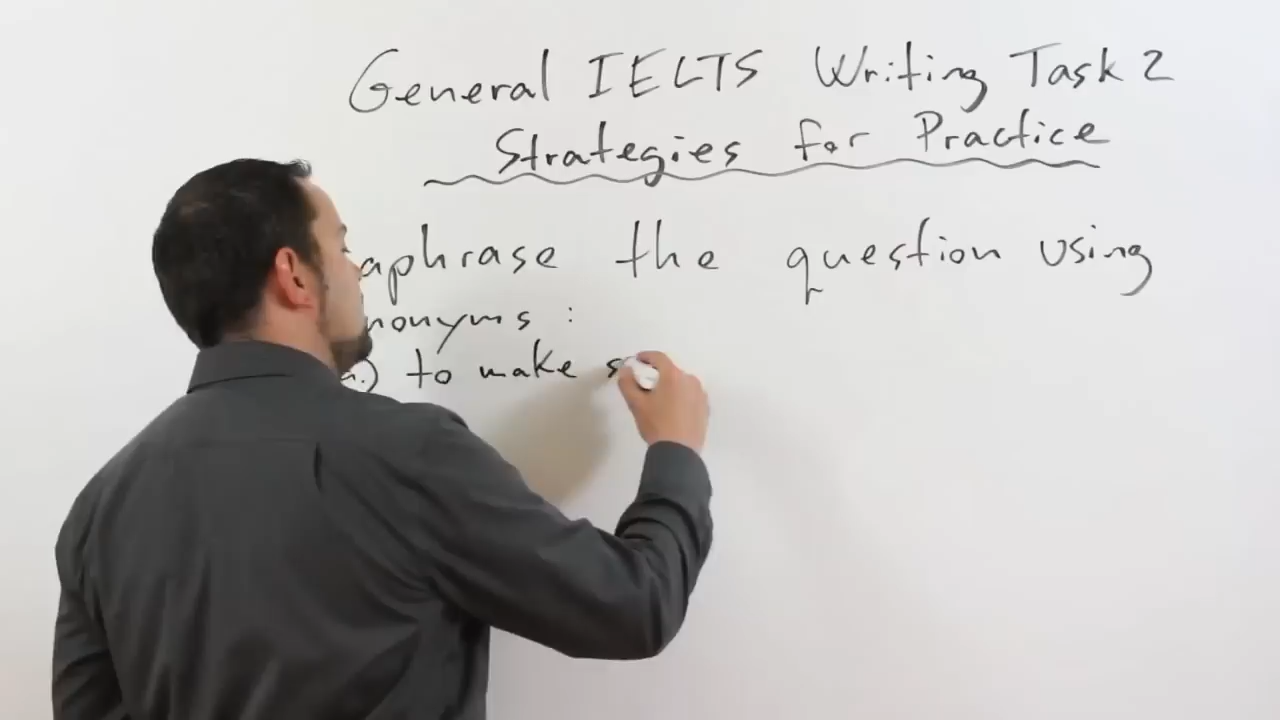 General IELTS Writing Task 2
Strategies for Practice
aphrase the question using
nonyms :
a.) to make s